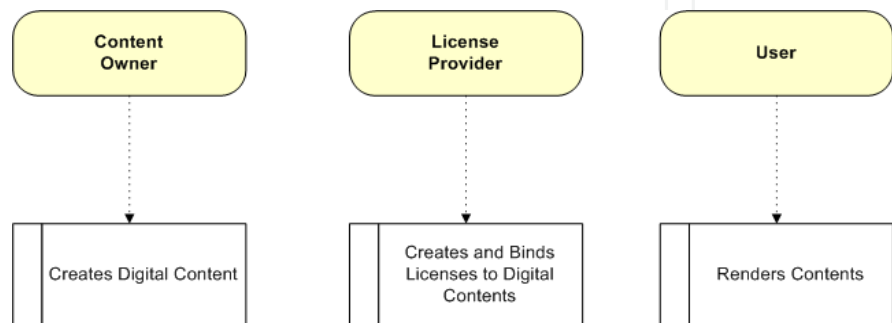 Content
Owner
License
Provider
User
Creates Digital Content
Creates and Binds
Licenses to Digital
Contents
Renders Contents